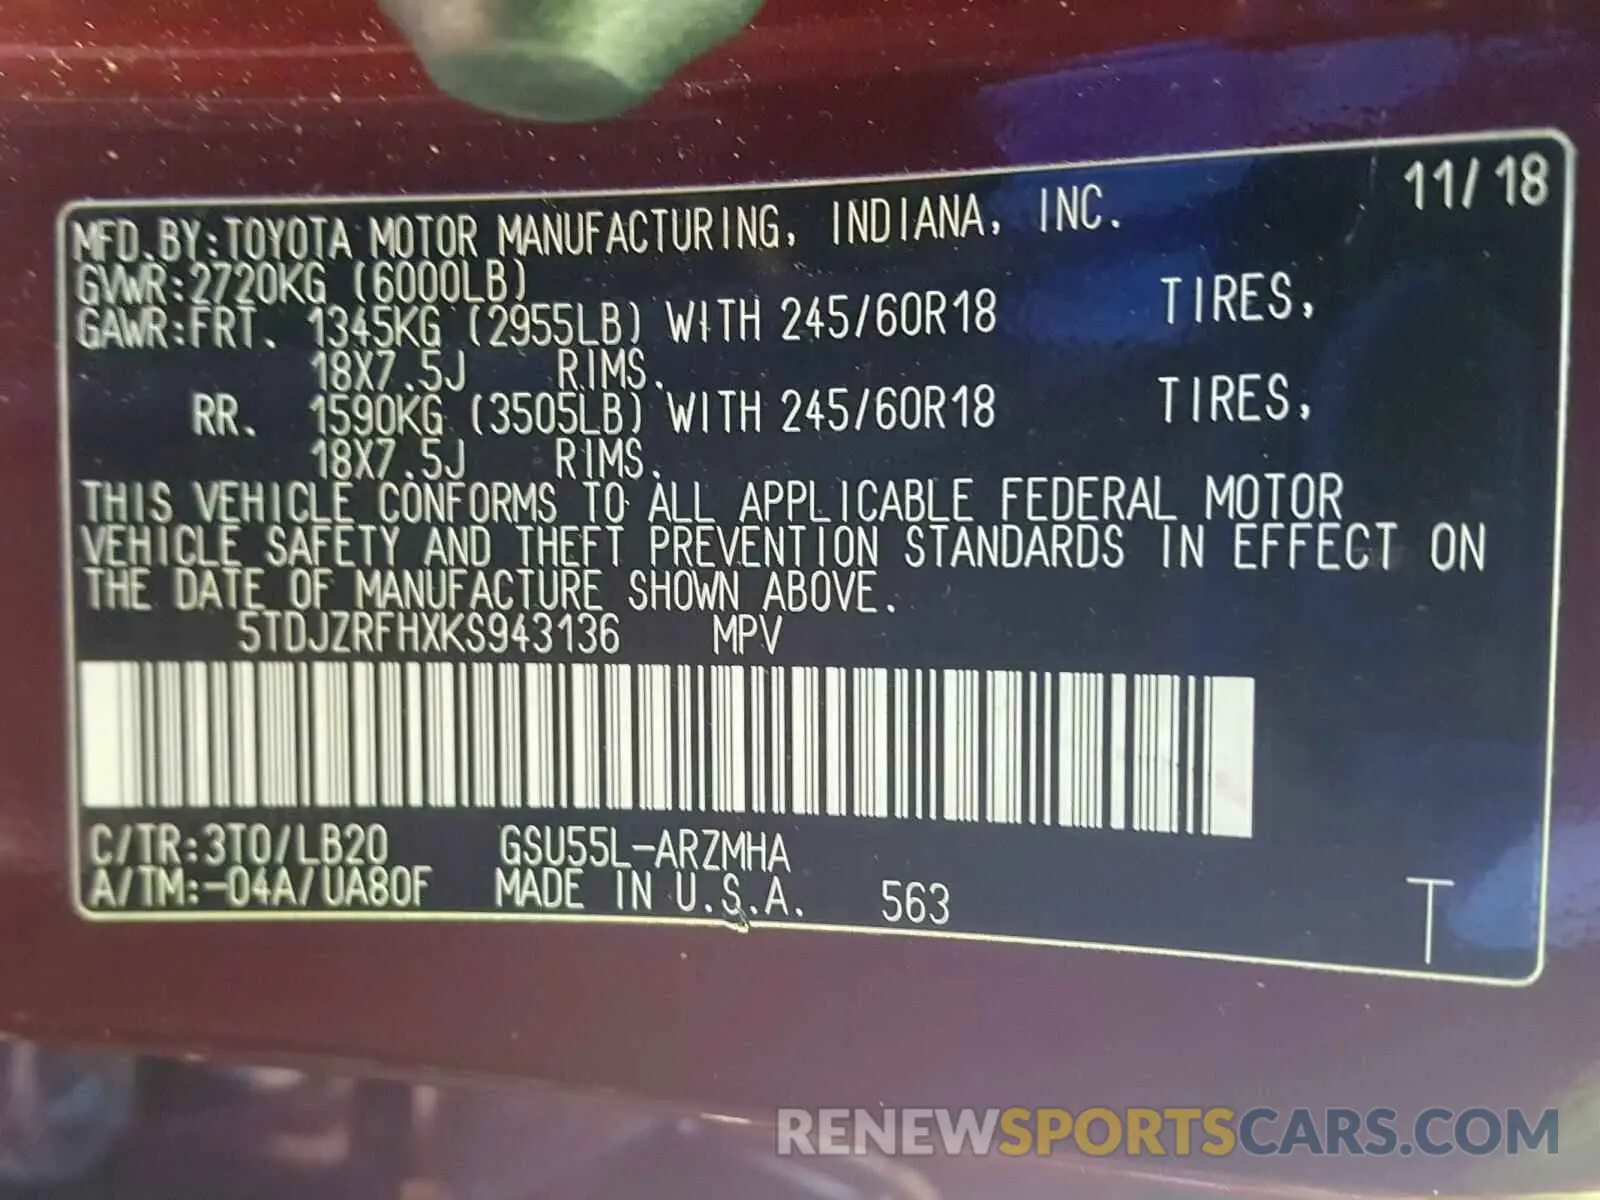 11/18
MFD.BY:TOYOTA MOTOR MANUFACTURING, INDIANA, INC.
GVWR:2720KG (6000LB)
GAWR:FRT. 1345KG (2955LB) WITH 245/60R18 TIRES,
18X7.5J RIMS.
RR. 1590KG (3505LB) WITH 245/60R18 TIRES,
18X7.5J RIMS.
THIS VEHICLE CONFORMS TO ALL APPLICABLE FEDERAL MOTOR
VEHICLE SAFETY AND THEFT PREVENTION STANDARDS IN EFFECT ON
THE DATE OF MANUFACTURE SHOWN ABOVE.
5TDJZRFHXKS943136 MPV
C/TR:3T0/LB20 GSU55L-ARZMHA
A/TM:-04A/UA80F MADE IN U.S.A. 563
T
RENEWSPORTSCARS.COM